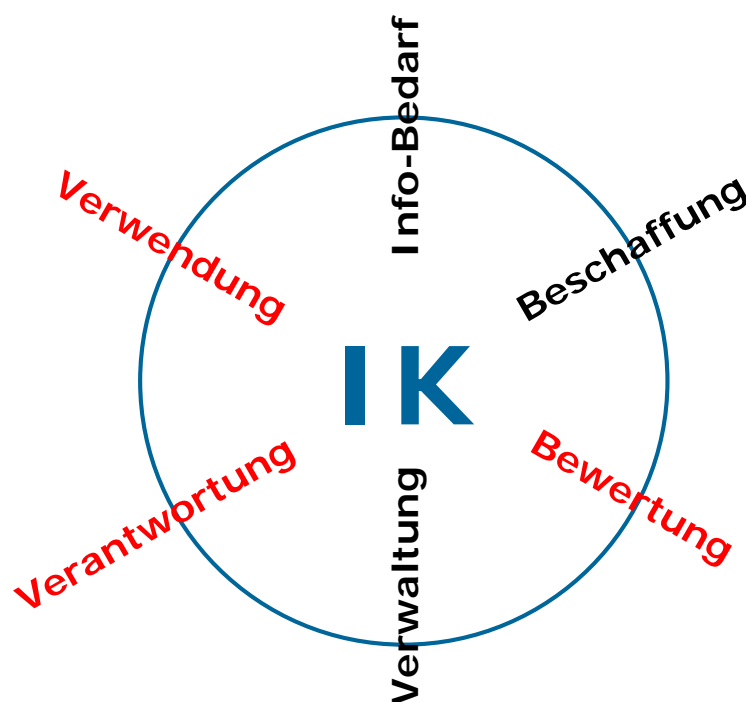 Info-Bedarf
Beschaffung
Verwendung
IK
Bewertung
Verantwortung
Verwaltung